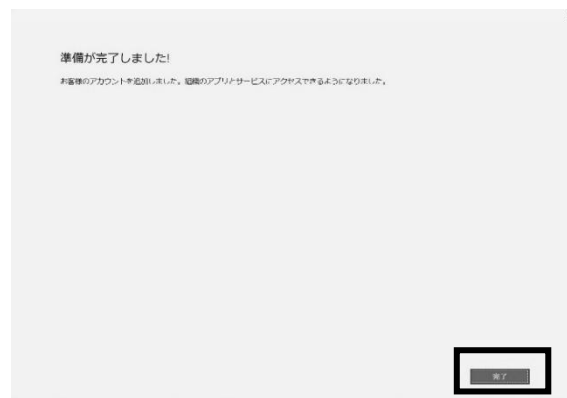 準備が完了しました!
お客様のアカウントを追加しました。組織のアプリとサービスにアクセスできるようになりました。
完了